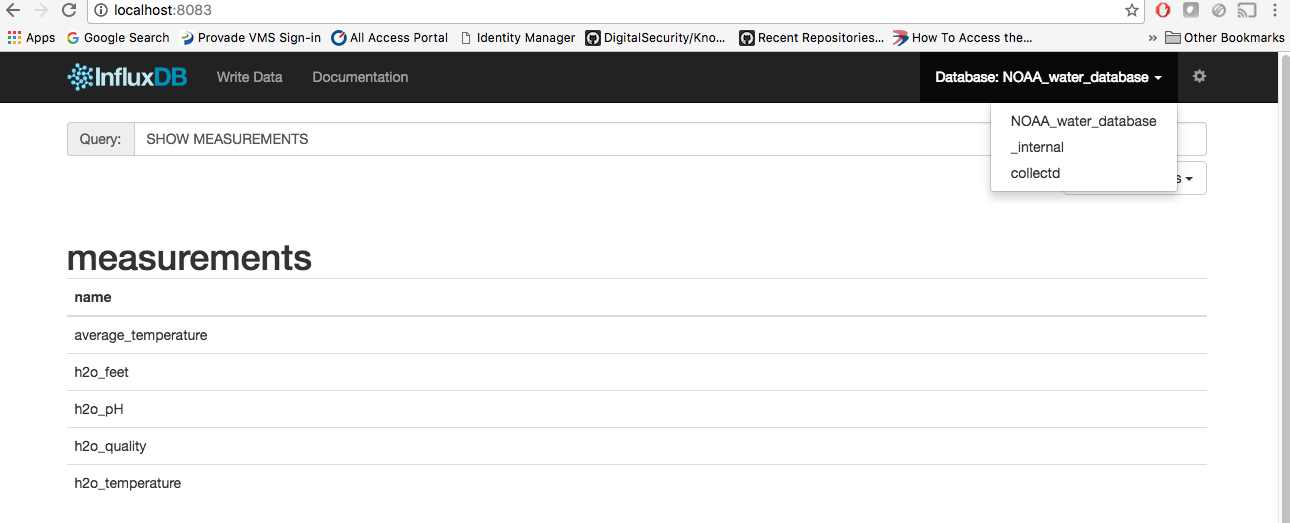 localhost:8083
Apps Google Search Provade VMS Sign-in All Access Portal Identity Manager DigitalSecurity/Kno... Recent Repositories... How To Access the... » Other Bookmarks
InfluxDB Write Data Documentation Database: NOAA_water_database
NOAA_water_database
Query: SHOW MEASUREMENTS
_internal
collectd
measurements
name
average_temperature
h2o_feet
h2o_pH
h2o_quality
h2o_temperature